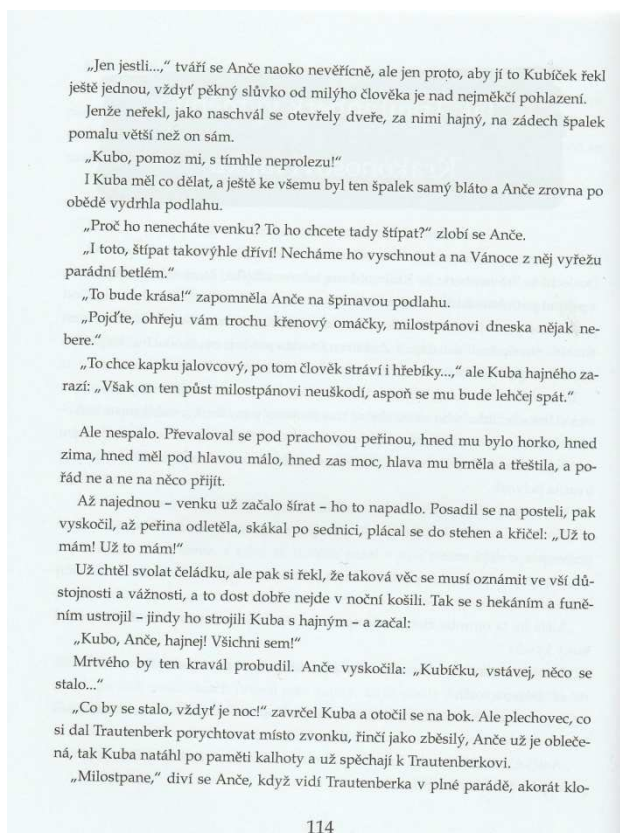 „Jen jestli...,“ tváří se Anče naoko nevěřícně, ale jen proto, aby jí to Kubíček řekl
ještě jednou, vždyť pěkný slůvko od milýho člověka je nad nejměkčí pohlazení.
Jenže neřekl, jako naschvál se otevřely dveře, za nimi hajný, na zádech špalek
pomalu větší než on sám.
„Kubo, pomoz mi, s tímhle neprolezu!“
I Kuba měl co dělat, a ještě ke všemu byl ten špalek samý bláto a Anče zrovna po
obědě vydrhla podlahu.
„Proč ho nenecháte venku? To ho chcete tady štípat?“ zlobí se Anče.
„I toto, štípat takovýhle dříví! Necháme ho vyschnout a na Vánoce z něj vyřežu
parádní betlém.“
„To bude krása!“ zapomněla Anče na špinavou podlahu.
„Pojďte, ohřeju vám trochu křenový omáčky, milostpánovi dneska nějak ne-
bere.“
„To chce kapku jalovcový, po tom člověk stráví i hřebíky...,“ ale Kuba hajného za-
razí: „Však on ten půst milostpánovi neuškodí, aspoň se mu bude lehčej spát.“
Ale nespalo. Převaloval se pod prachovou peřinou, hned mu bylo horko, hned
zima, hned měl pod hlavou málo, hned zas moc, hlava mu brněla a třeštila, a po-
řád ne a ne na něco přijít.
Až najednou – venku už začalo šírat – ho to napadlo. Posadil se na posteli, pak
vyskočil, až peřina odletěla, skákal po sednici, plácal se do stehen a křičel: „Už to
mám! Už to mám!“
Už chtěl svolat čeládku, ale pak si řekl, že taková věc se musí oznámit ve vší dů-
stojnosti a vážnosti, a to dost dobře nejde v noční košili. Tak se s hekáním a funě-
ním ustrojil – jindy ho strojili Kuba s hajným – a začal:
„Kubo, Anče, hajnej! Všichni sem!“
Mrtvého by ten kravál probudil. Anče vyskočila: „Kubíčku, vstávej, něco se
stalo...“
„Co by se stalo, vždyť je noc!“ zavrčel Kuba a otočil se na bok. Ale plechovec, co
si dal Trautenberk porychtovat místo zvonku, řinčí jako zběsilý, Anče už je obleče-
ná, tak Kuba natáhl po paměti kalhoty a už spěchají k Trautenberkovi.
„Milostpane,“ diví se Anče, když vidí Trautenberka v plné parádě, akorát klo-
114